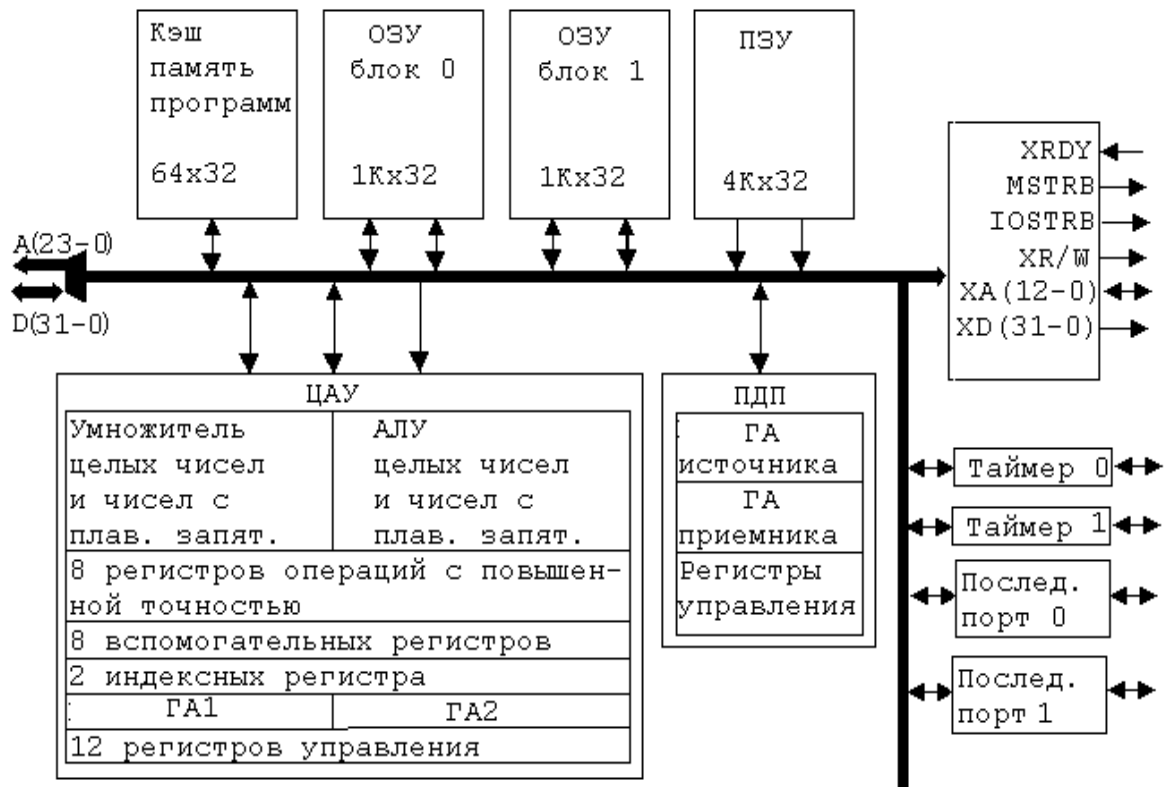 Кэш
память
программ
64x32
ОЗУ
блок 0
1Кx32
ОЗУ
блок 1
1Кx32
ПЗУ
4Кx32
XRDY
MSTRB
IOSTRB
XR/W
XA(12-0)
XD(31-0)
A(23-0)
D(31-0)
ЦАУ
Умножитель
целых чисел
и чисел с
плав. запят.
АЛУ
целых чисел
и чисел с
плав. запят.
8 регистров операций с повышен-
ной точностью
8 вспомогательных регистров
2 индексных регистра
ГА1
ГА2
12 регистров управления
ПДП
ГА
источника
ГА
приемника
Регистры
управления
Таймер 0
Таймер 1
Послед.
порт 0
Послед.
порт 1